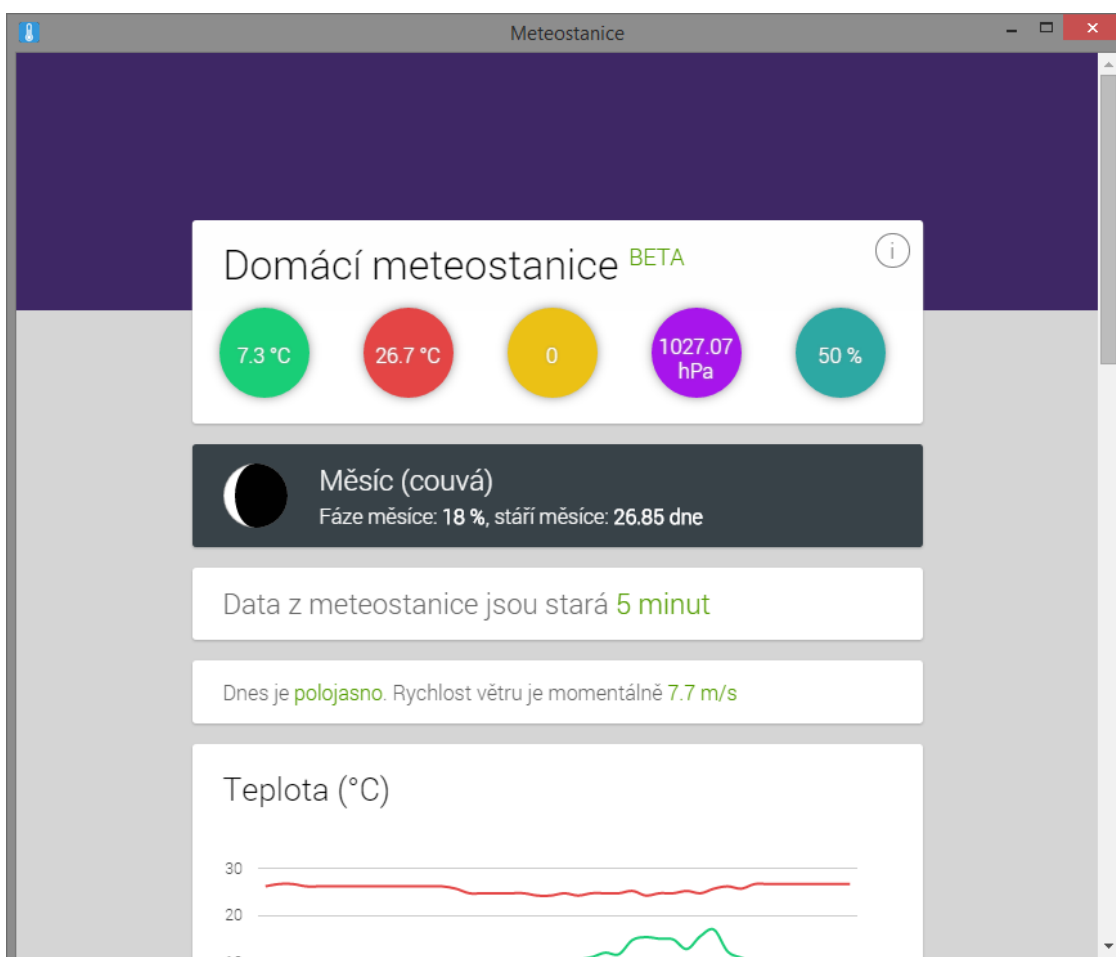 Meteostanice
Domácí meteostanice BETA
i
7.3 °C
26.7 °C
0
1027.07
hPa
50 %
Měsíc (couvá)
Fáze měsíce: 18 %, stáří měsíce: 26.85 dne
Data z meteostanice jsou stará 5 minut
Dnes je polojasno. Rychlost větru je momentálně 7.7 m/s
Teplota (°C)
30
20